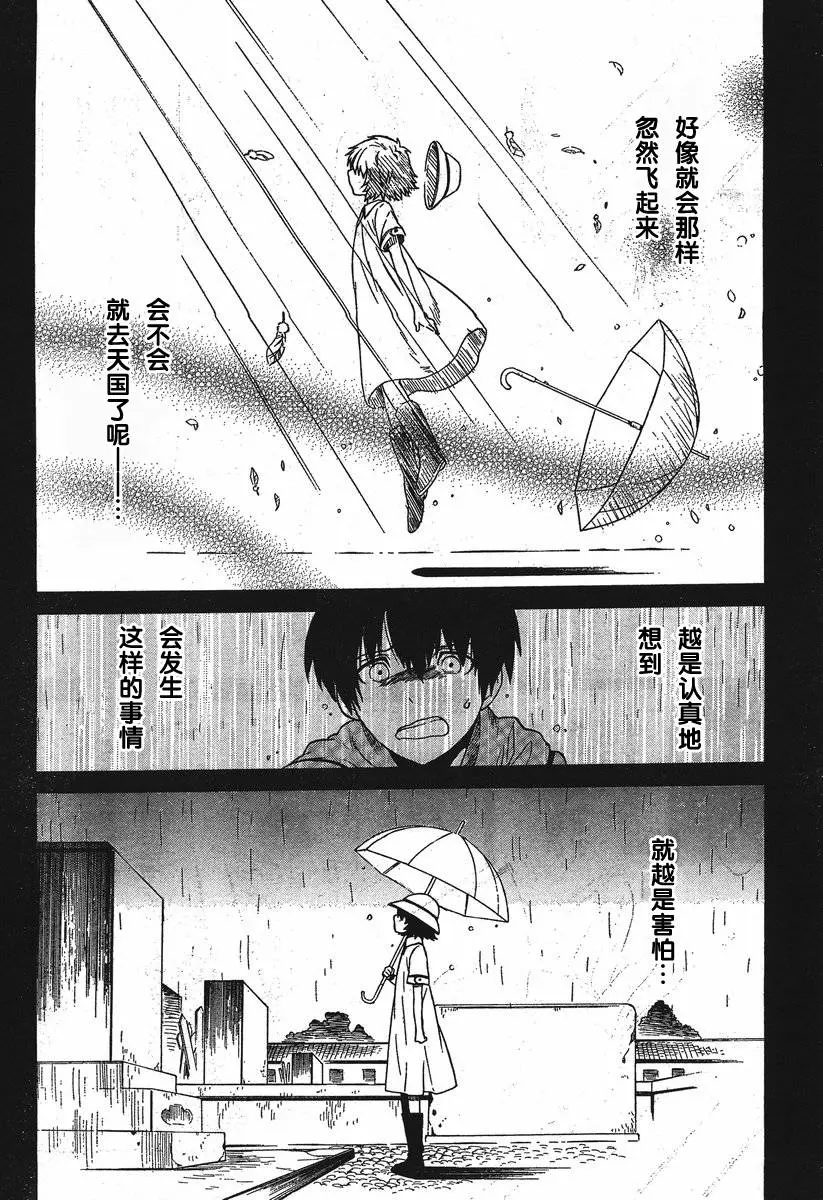 好像就会那样
忽然飞起来
会不会
就去天国了呢——…
越是认真地
想到
会发生
这样的事情
就越是害怕…